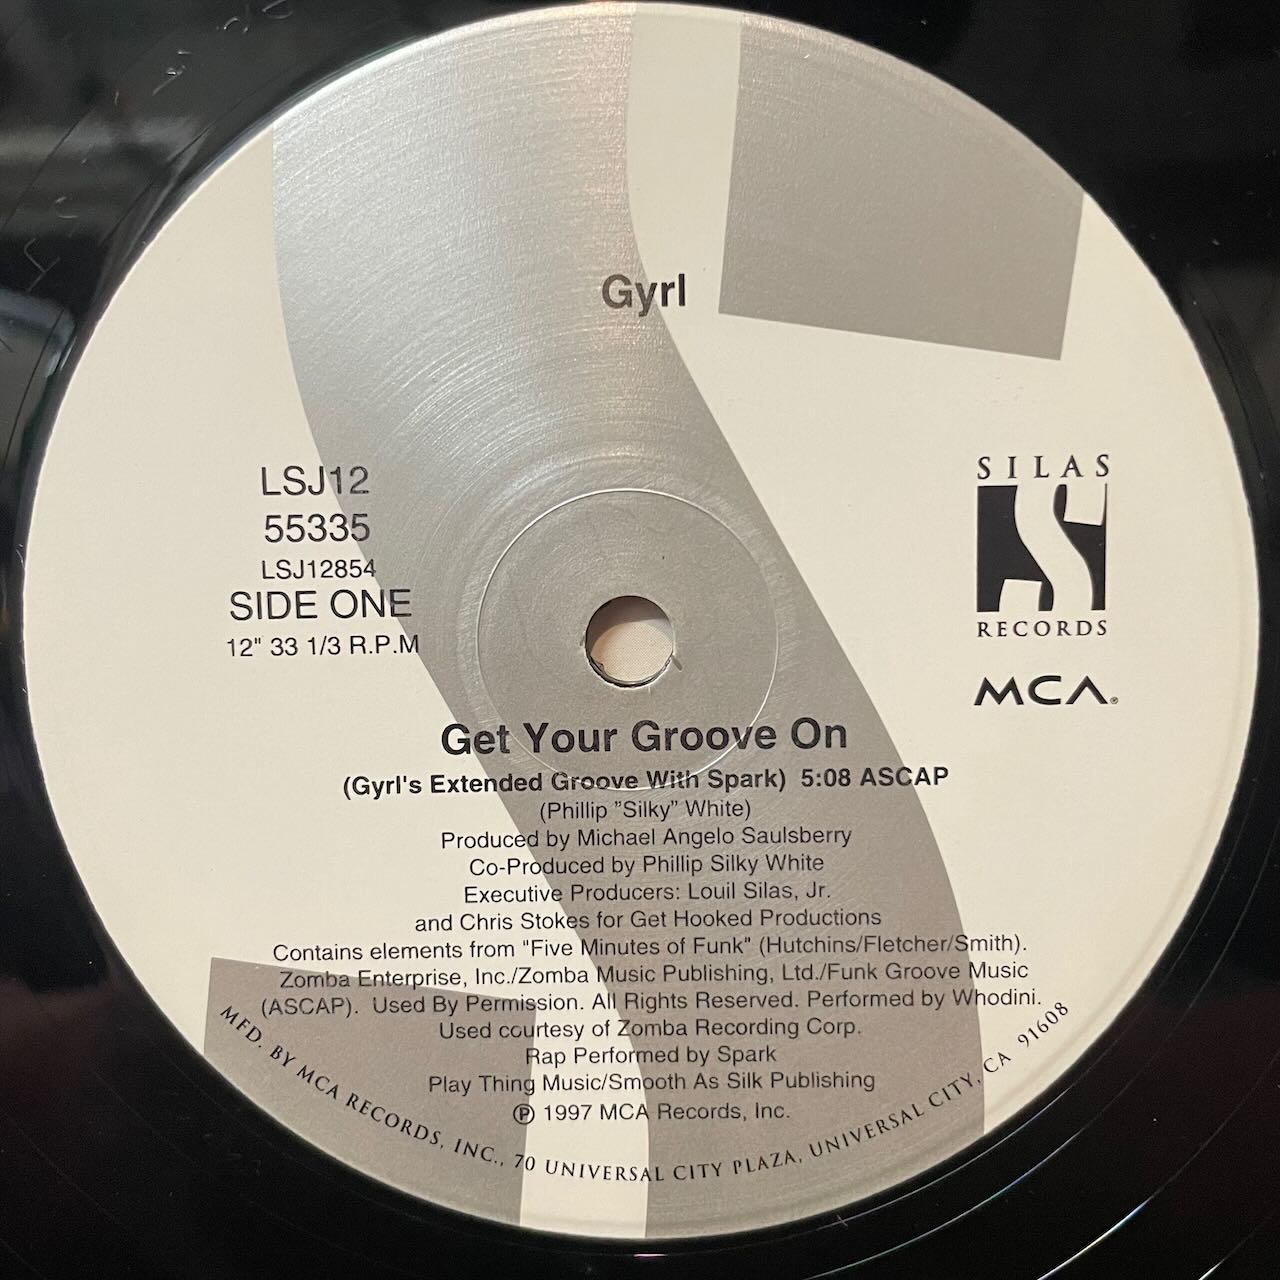 Gyrl
LSJ12
55335
LSJ12854
SIDE ONE
12" 33 1/3 R.P.M
SILAS
RECORDS
MCA®
Get Your Groove On
(Gyrl's Extended Groove With Spark) 5:08 ASCAP
(Phillip "Silky" White)
Produced by Michael Angelo Saulsberry
Co-Produced by Phillip Silky White
Executive Producers: Louil Silas, Jr.
and Chris Stokes for Get Hooked Productions
Contains elements from "Five Minutes of Funk" (Hutchins/Fletcher/Smith).
Zomba Enterprise, Inc./Zomba Music Publishing, Ltd./Funk Groove Music
(ASCAP). Used By Permission. All Rights Reserved. Performed by Whodini.
Used courtesy of Zomba Recording Corp.
Rap Performed by Spark
Play Thing Music/Smooth As Silk Publishing
℗ 1997 MCA Records, Inc.
MFD. BY MCA RECORDS, INC., 70 UNIVERSAL CITY PLAZA, UNIVERSAL CITY, CA 91608